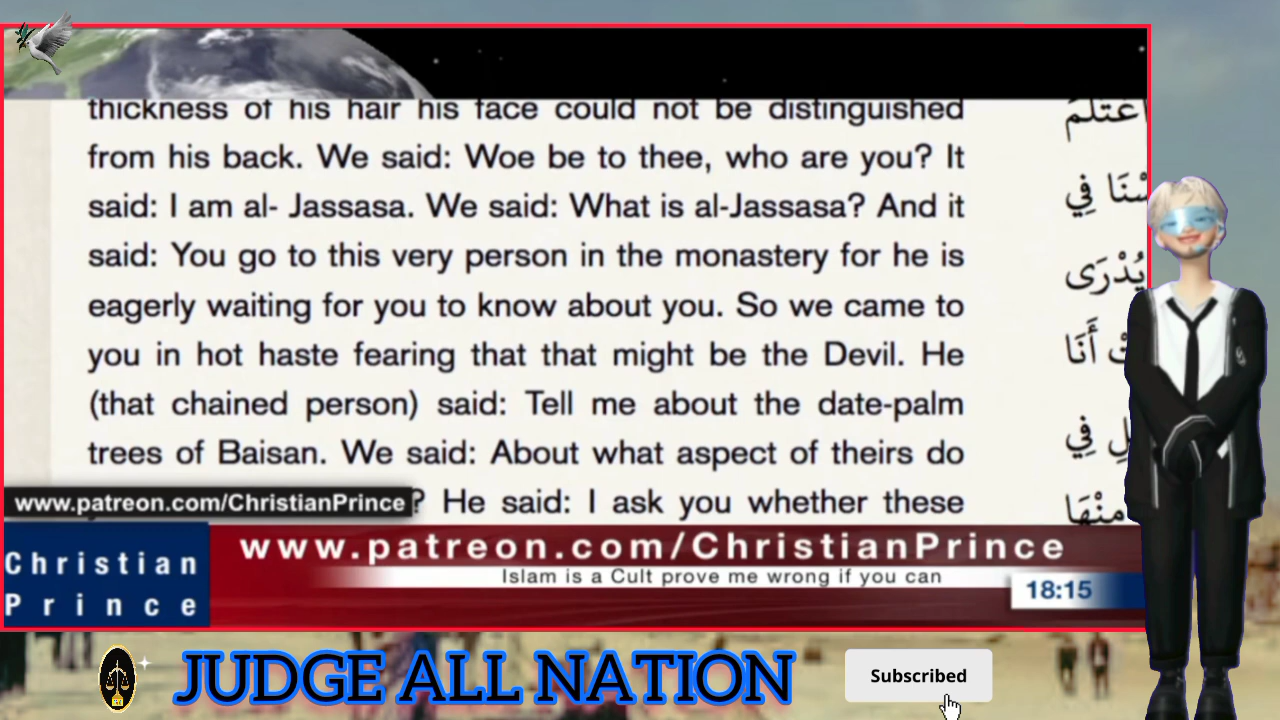 thickness of his hair his face could not be distinguished
from his back. We said: Woe be to thee, who are you? It
said: I am al- Jassasa. We said: What is al-Jassasa? And it
said: You go to this very person in the monastery for he is
eagerly waiting for you to know about you. So we came to
you in hot haste fearing that that might be the Devil. He
(that chained person) said: Tell me about the date-palm
trees of Baisan. We said: About what aspect of theirs do
? He said: I ask you whether these
في
يُدْرَى
أَنَا
فِي
مِنْهَا
www.patreon.com/ChristianPrince
Christian
Prince
www.patreon.com/ChristianPrince
Islam is a Cult prove me wrong if you can
18:15
JUDGE ALL NATION
Subscribed